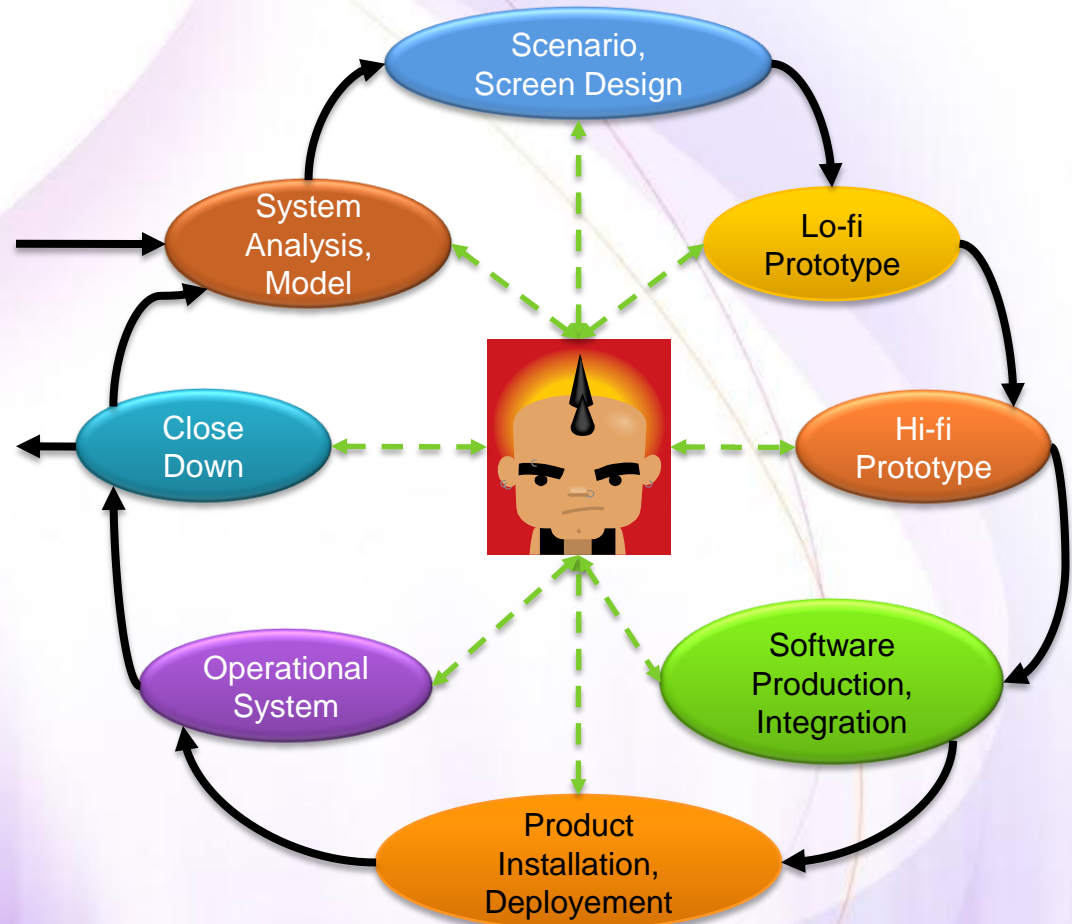 Scenario,
Screen Design
System
Analysis,
Model
Lo-fi
Prototype
Close
Down
Hi-fi
Prototype
Operational
System
Software
Production,
Integration
Product
Installation,
Deployement